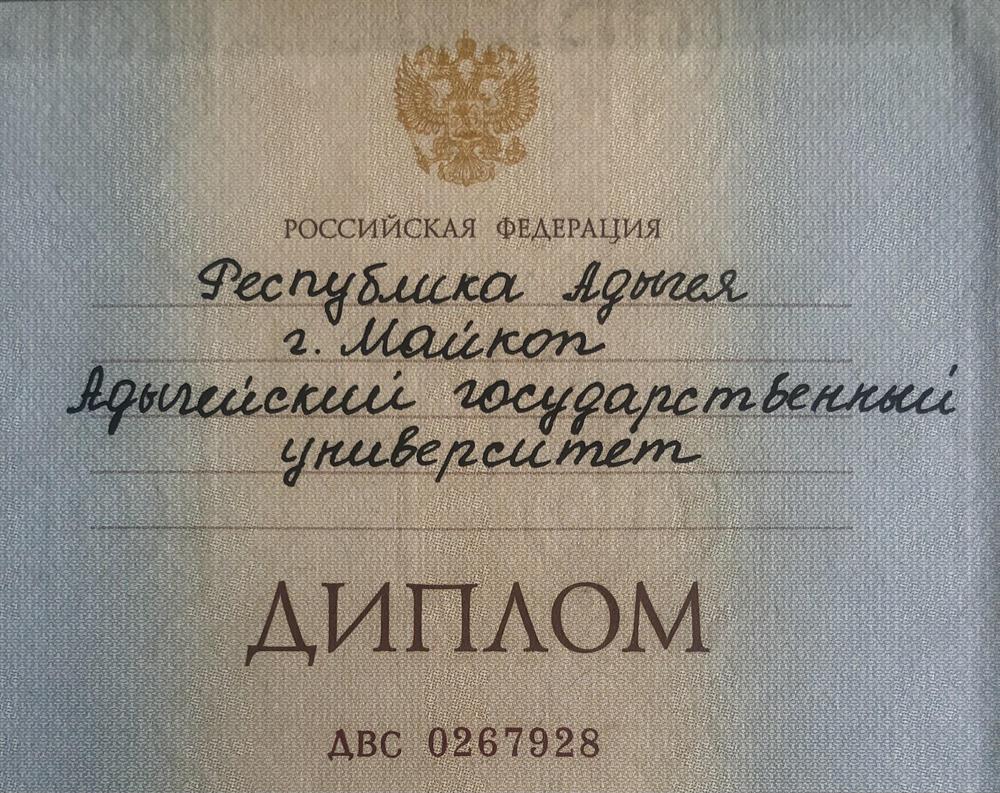 РОССИЙСКАЯ ФЕДЕРАЦИЯ
Республика Адыгея
г. Майкоп
Адыгейский государственный
университет
ДИПЛОМ
ДВС 0267928